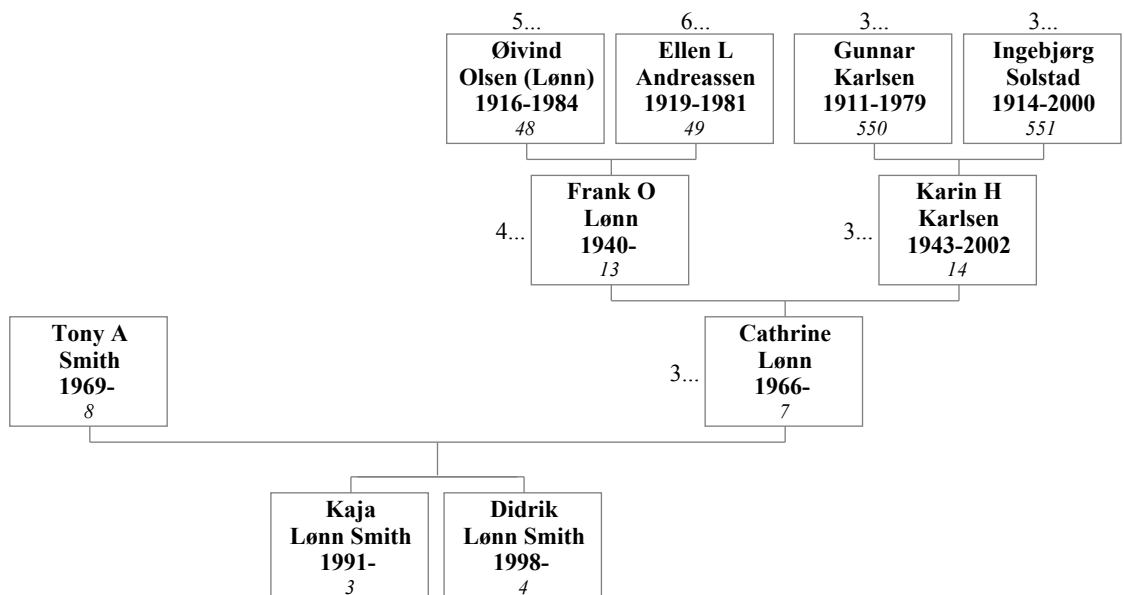 5...
6...
3...
3...
Øivind
Olsen (Lønn)
1916-1984
48
Ellen L
Andreassen
1919-1981
49
Gunnar
Karlsen
1911-1979
550
Ingebjørg
Solstad
1914-2000
551
4...
Frank O
Lønn
1940-
13
3...
Karin H
Karlsen
1943-2002
14
Tony A
Smith
1969-
8
3...
Cathrine
Lønn
1966-
7
Kaja
Lønn Smith
1991-
3
Didrik
Lønn Smith
1998-
4